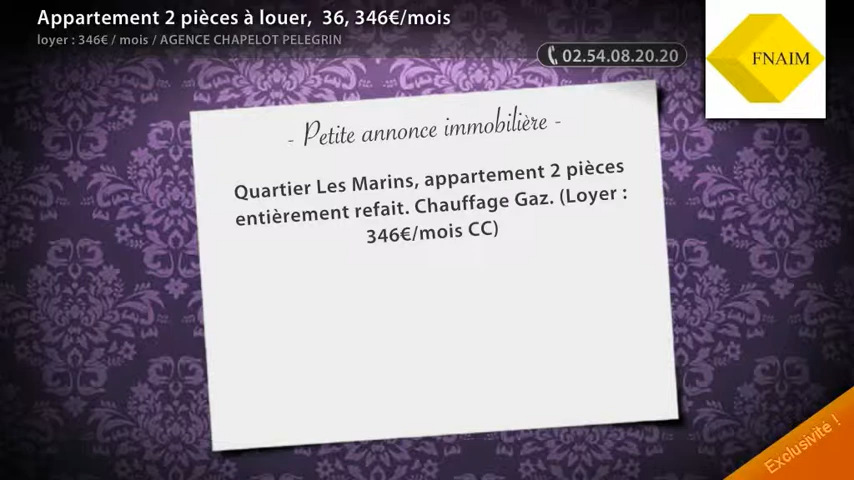 Appartement 2 pièces à louer,  36, 346€/mois
loyer : 346€ / mois / AGENCE CHAPELOT PELEGRIN
02.54.08.20.20
FNAIM
- Petite annonce immobilière -
Quartier Les Marins, appartement 2 pièces
entièrement refait. Chauffage Gaz. (Loyer :
346€/mois CC)
Exclusivité !